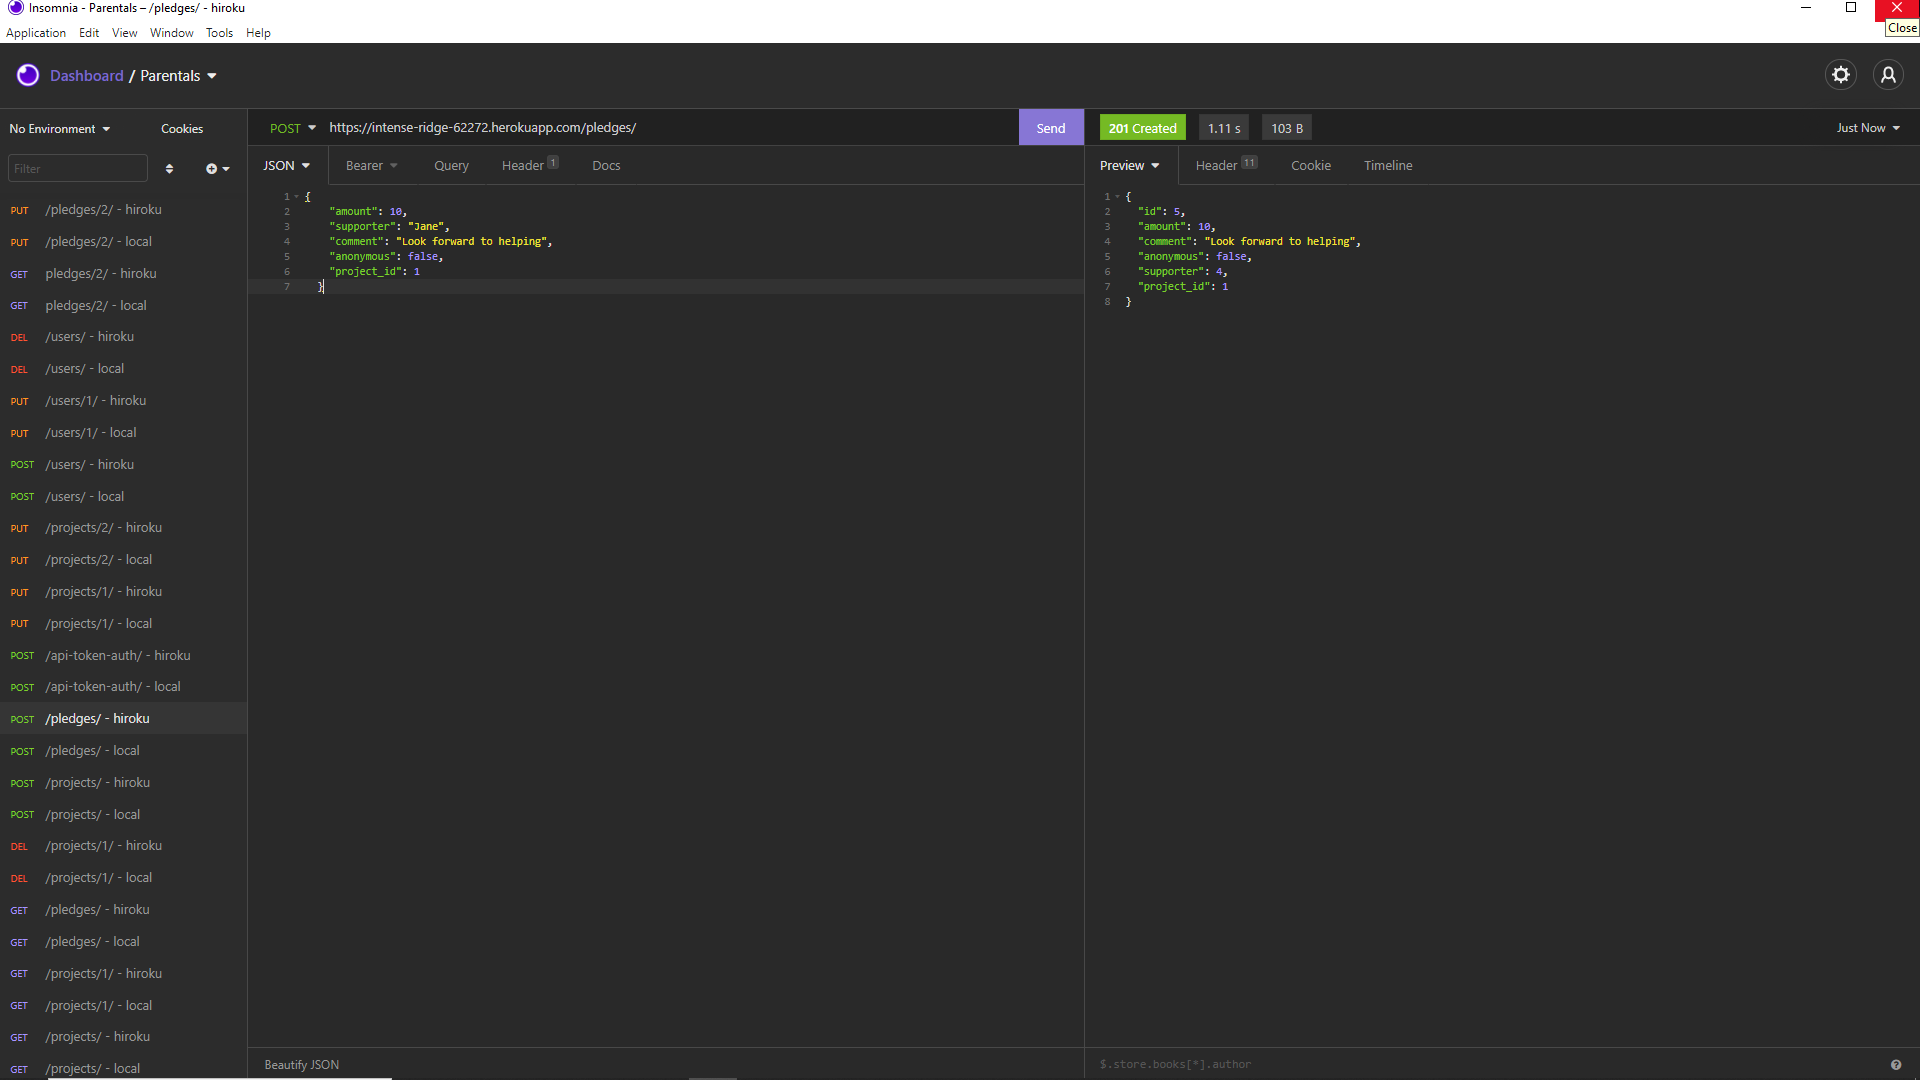 Insomnia - Parentals – /pledges/ - hiroku
Close
Application Edit View Window Tools Help
Dashboard / Parentals
No Environment Cookies
Filter
PUT /pledges/2/ - hiroku
PUT /pledges/2/ - local
GET pledges/2/ - hiroku
GET pledges/2/ - local
DEL /users/ - hiroku
DEL /users/ - local
PUT /users/1/ - hiroku
PUT /users/1/ - local
POST /users/ - hiroku
POST /users/ - local
PUT /projects/2/ - hiroku
PUT /projects/2/ - local
PUT /projects/1/ - hiroku
PUT /projects/1/ - local
POST /api-token-auth/ - hiroku
POST /api-token-auth/ - local
POST /pledges/ - hiroku
POST /pledges/ - local
POST /projects/ - hiroku
POST /projects/ - local
DEL /projects/1/ - hiroku
DEL /projects/1/ - local
GET /pledges/ - hiroku
GET /pledges/ - local
GET /projects/1/ - hiroku
GET /projects/1/ - local
GET /projects/ - hiroku
GET /projects/ - local
POST https://intense-ridge-62272.herokuapp.com/pledges/ Send
JSON Bearer Query Header 1 Docs
1 {
2 "amount": 10,
3 "supporter": "Jane",
4 "comment": "Look forward to helping",
5 "anonymous": false,
6 "project_id": 1
7 }
Beautify JSON
201 Created 1.11 s 103 B Just Now
Preview Header 11 Cookie Timeline
1 {
2 "id": 5,
3 "amount": 10,
4 "comment": "Look forward to helping",
5 "anonymous": false,
6 "supporter": 4,
7 "project_id": 1
8 }
$.store.books[*].author